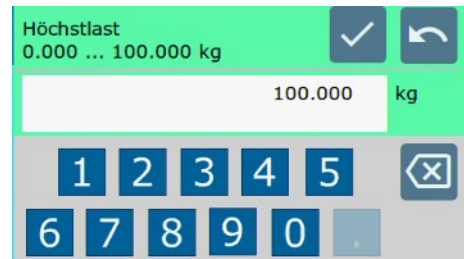 Höchstlast
0.000 ... 100.000 kg
100.000 kg
1 2 3 4 5
6 7 8 9 0 .